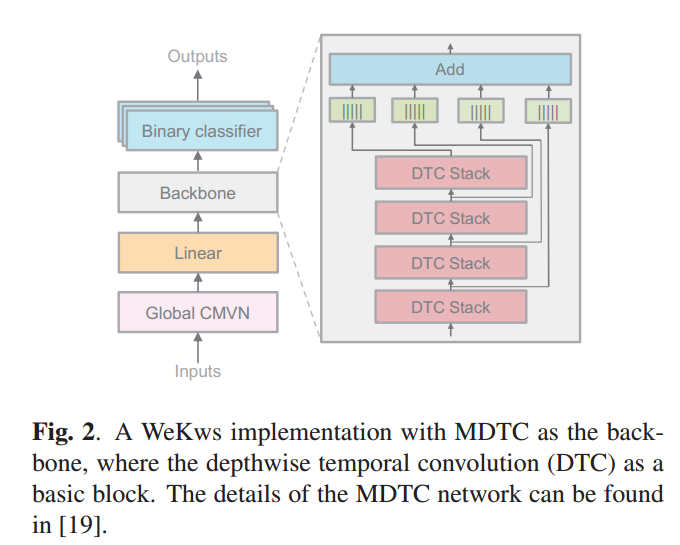 Outputs
Binary classifier
Backbone
Linear
Global CMVN
Inputs
Add
DTC Stack
DTC Stack
DTC Stack
DTC Stack
Fig. 2. A WeKws implementation with MDTC as the back-
bone, where the depthwise temporal convolution (DTC) as a
basic block. The details of the MDTC network can be found
in [19].